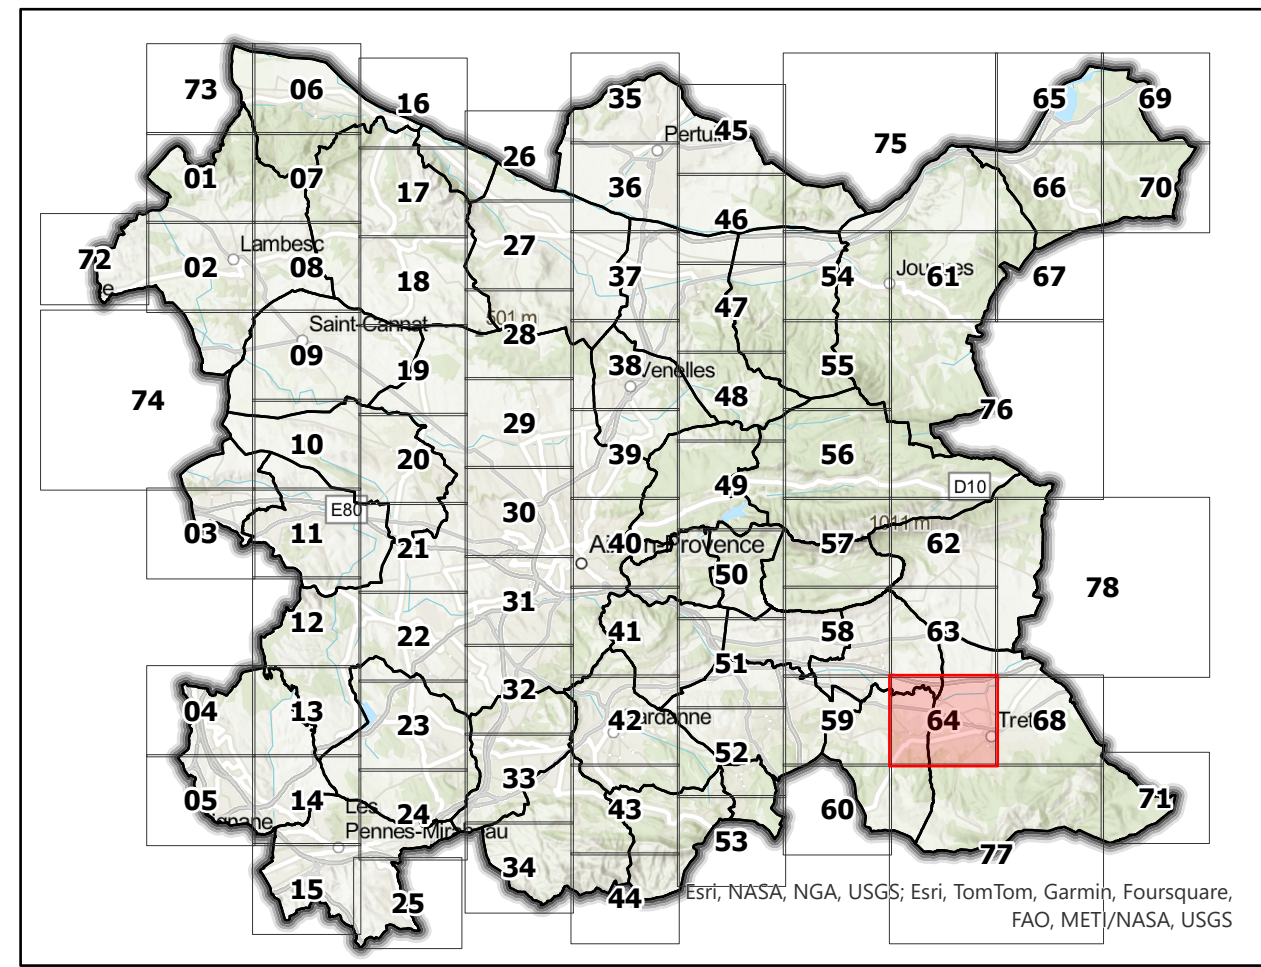 73 06 16 35 45 75 65 69
Pertu
26
01 07 17 36 66 70
46
72 Lambesc
02 08 18 27 37 54 Jouques 61 67
e
47
Saint-Cannat 501 m
28
09 19 38 Venelles 55
74 48 76
29
10 20 39 56
49 D10
E80
03 11 30 1011 m
21 40 Aix-en-Provence 57 62
50 78
31
12 22 41 58 63
51
32
04 13 23 42 ardanne 59 64 Tret 68
52
33
05 14 24 43 60 71
ignane Les
Pennes-Mirabeau
53 77
34
15 25 44
Esri, NASA, NGA, USGS; Esri, TomTom, Garmin, Foursquare,
FAO, METI/NASA, USGS